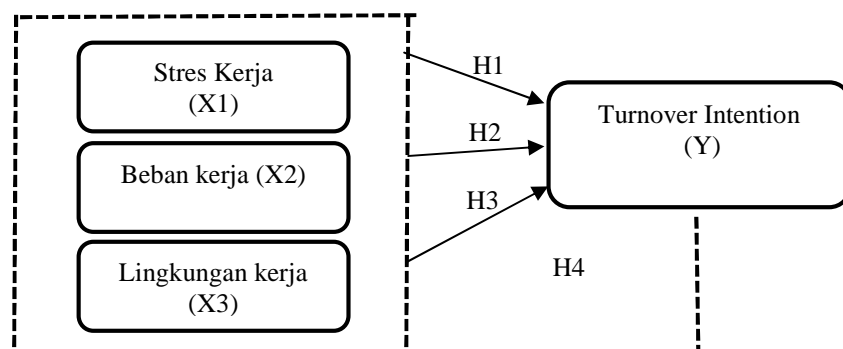 Stres Kerja
(X1)
Beban kerja (X2)
Lingkungan kerja
(X3)
H1
H2
H3
H4
Turnover Intention
(Y)